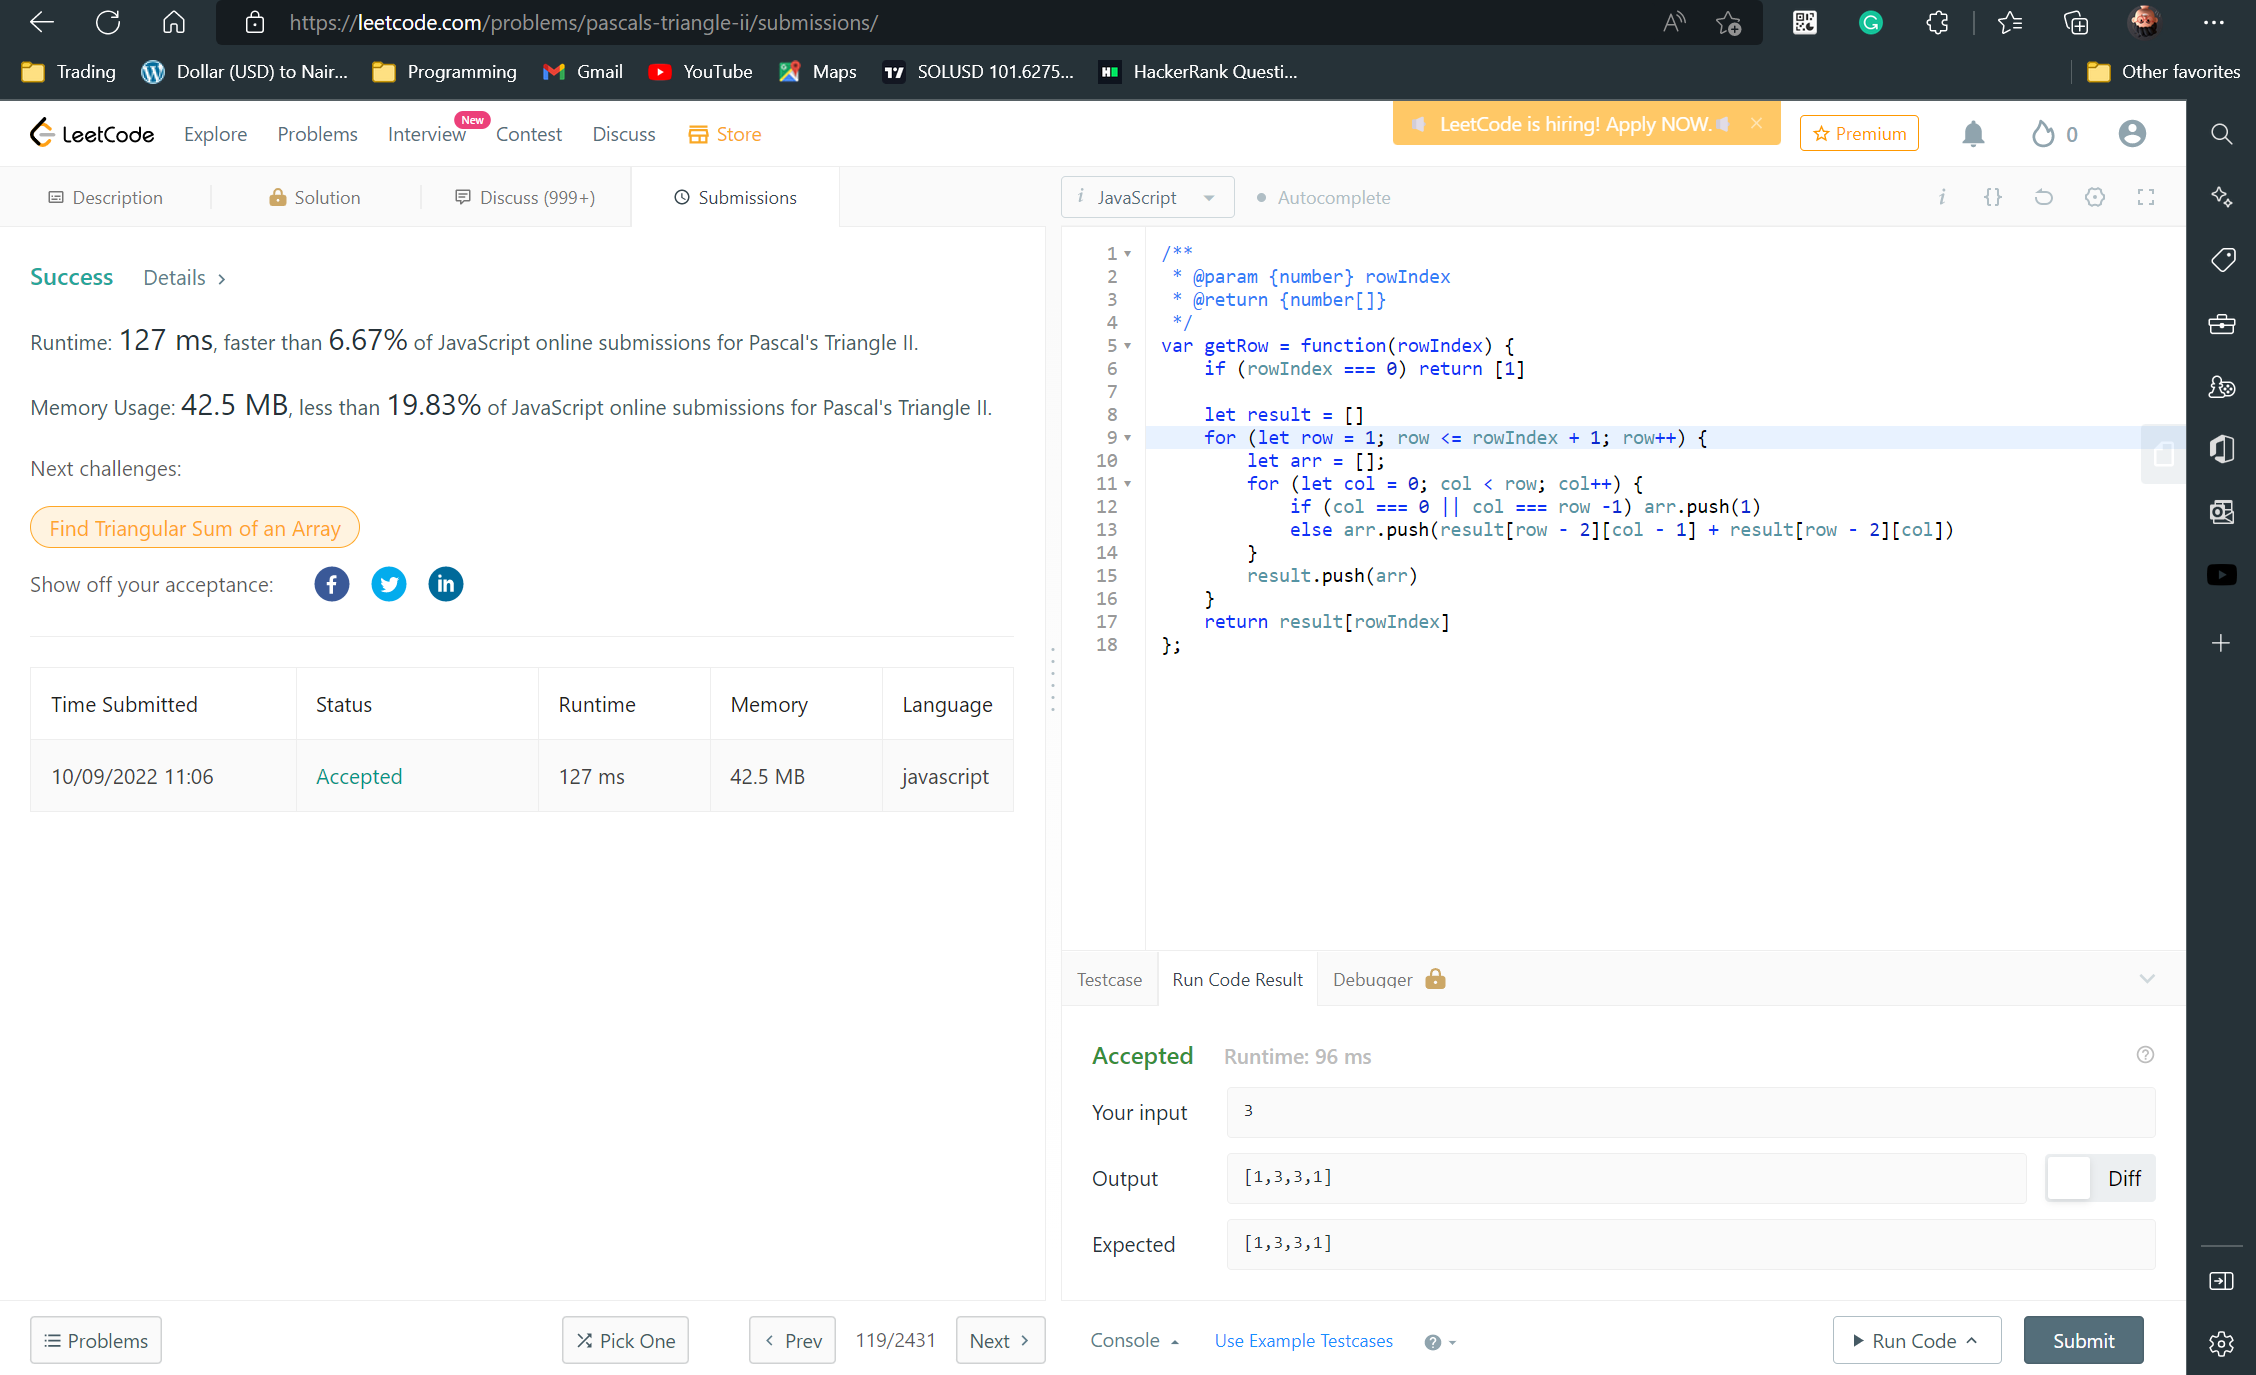 https://leetcode.com/problems/pascals-triangle-ii/submissions/
Trading Dollar (USD) to Nair... Programming Gmail YouTube Maps SOLUSD 101.6275... HackerRank Questi... Other favorites
LeetCode Explore Problems Interview New Contest Discuss Store LeetCode is hiring! Apply NOW. Premium 0
Description Solution Discuss (999+) Submissions
Success Details
Runtime: 127 ms, faster than 6.67% of JavaScript online submissions for Pascal's Triangle II.
Memory Usage: 42.5 MB, less than 19.83% of JavaScript online submissions for Pascal's Triangle II.
Next challenges:
Find Triangular Sum of an Array
Show off your acceptance:
Time Submitted Status Runtime Memory Language
10/09/2022 11:06 Accepted 127 ms 42.5 MB javascript
Problems Pick One Prev 119/2431 Next
JavaScript Autocomplete
1 /**
2 * @param {number} rowIndex
3 * @return {number[]}
4 */
5 var getRow = function(rowIndex) {
6 if (rowIndex === 0) return [1]
7
8 let result = []
9 for (let row = 1; row <= rowIndex + 1; row++) {
10 let arr = [];
11 for (let col = 0; col < row; col++) {
12 if (col === 0 || col === row -1) arr.push(1)
13 else arr.push(result[row - 2][col - 1] + result[row - 2][col])
14 }
15 result.push(arr)
16 }
17 return result[rowIndex]
18 };
Testcase Run Code Result Debugger
Accepted Runtime: 96 ms
Your input 3
Output [1,3,3,1] Diff
Expected [1,3,3,1]
Console Use Example Testcases Run Code Submit